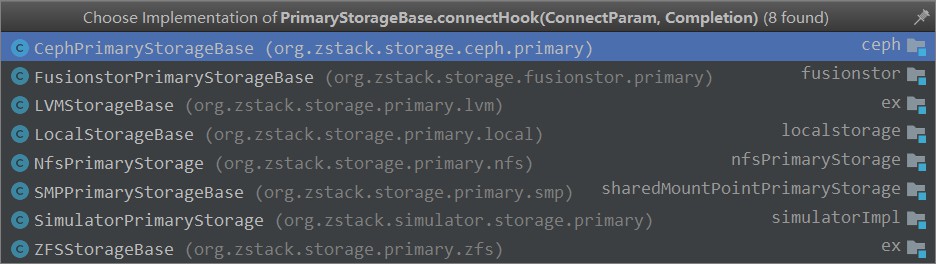 Choose Implementation of PrimaryStorageBase.connectHook(ConnectParam, Completion) (8 found)
C CephPrimaryStorageBase (org.zstack.storage.ceph.primary) ceph
C FusionstorPrimaryStorageBase (org.zstack.storage.fusionstor.primary) fusionstor
C LVMStorageBase (org.zstack.storage.primary.lvm) ex
C LocalStorageBase (org.zstack.storage.primary.local) localstorage
C NfsPrimaryStorage (org.zstack.storage.primary.nfs) nfsPrimaryStorage
C SMPPrimaryStorageBase (org.zstack.storage.primary.smp) sharedMountPointPrimaryStorage
C SimulatorPrimaryStorage (org.zstack.simulator.storage.primary) simulatorImpl
C ZFSStorageBase (org.zstack.storage.primary.zfs) ex